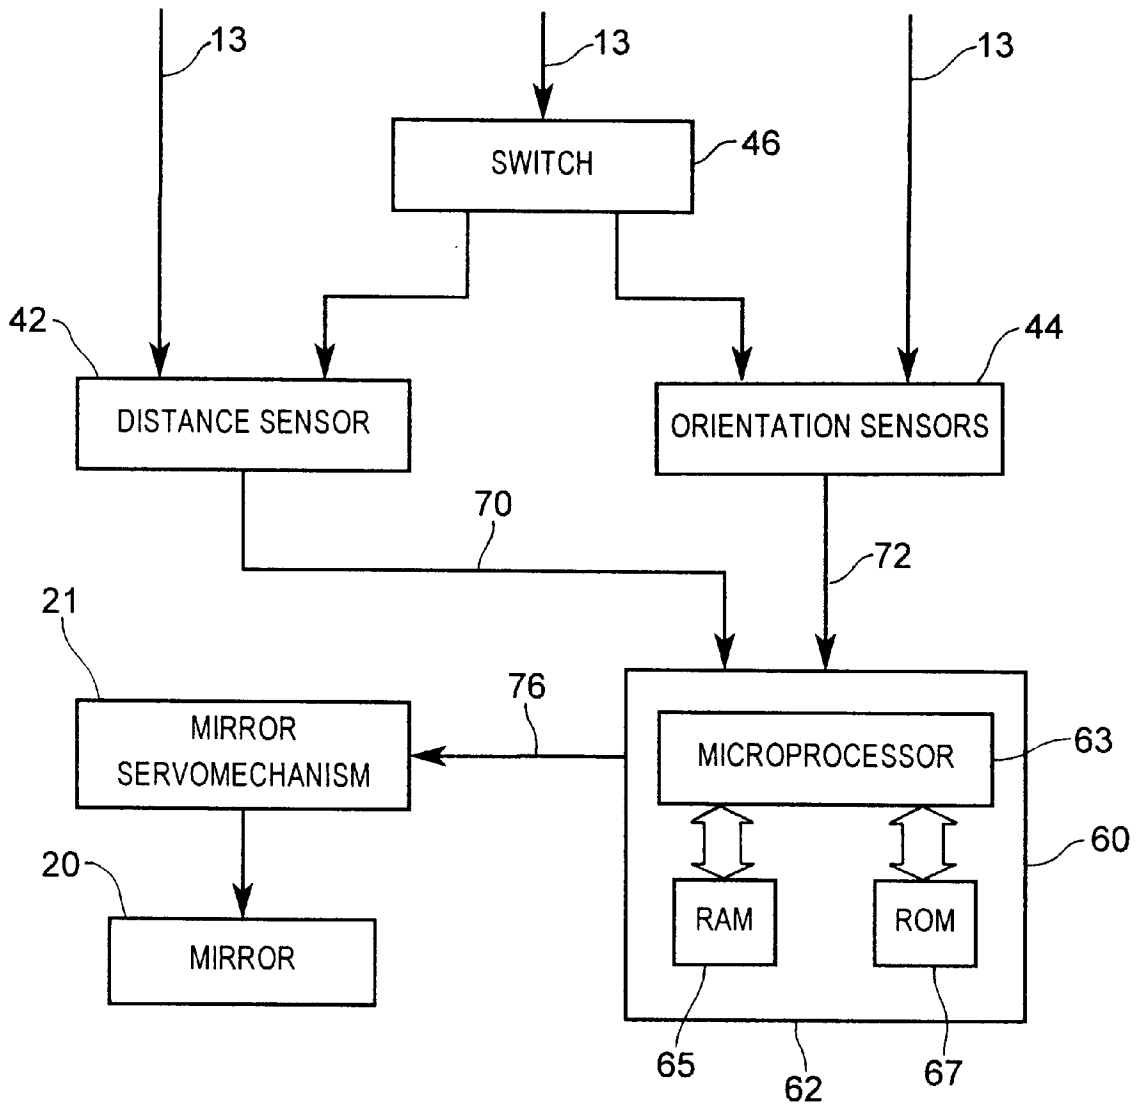 13
13
13
SWITCH
46
42
44
DISTANCE SENSOR
ORIENTATION SENSORS
70
72
21
76
MIRROR
SERVOMECHANISM
MICROPROCESSOR
63
60
20
RAM
ROM
MIRROR
65
62
67